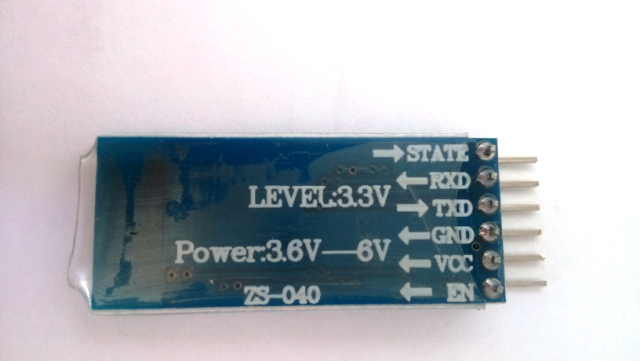 STATE
RXD
LEVEL:3.3V
TXD
GND
Power:3.6V—6V
VCC
ZS-040
EN